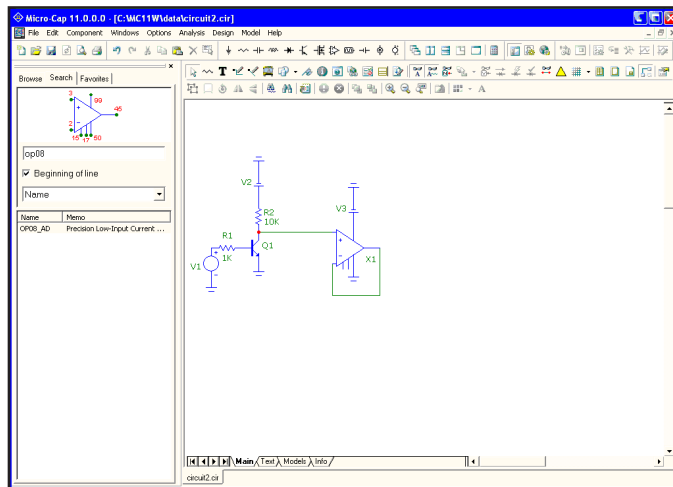 Micro-Cap 11.0.0.0 - [C:\MC11W\data\circuit2.cir]
File Edit Component Windows Options Analysis Design Model Help
Browse Search Favorites
3
99
46
2
15 17 50
op08
Beginning of line
Name
Name Memo
OP08_AD Precision Low-Input Current ...
V2
V3
R2
10K
R1
1K
Q1
V1
X1
Main Text Models Info
circuit2.cir